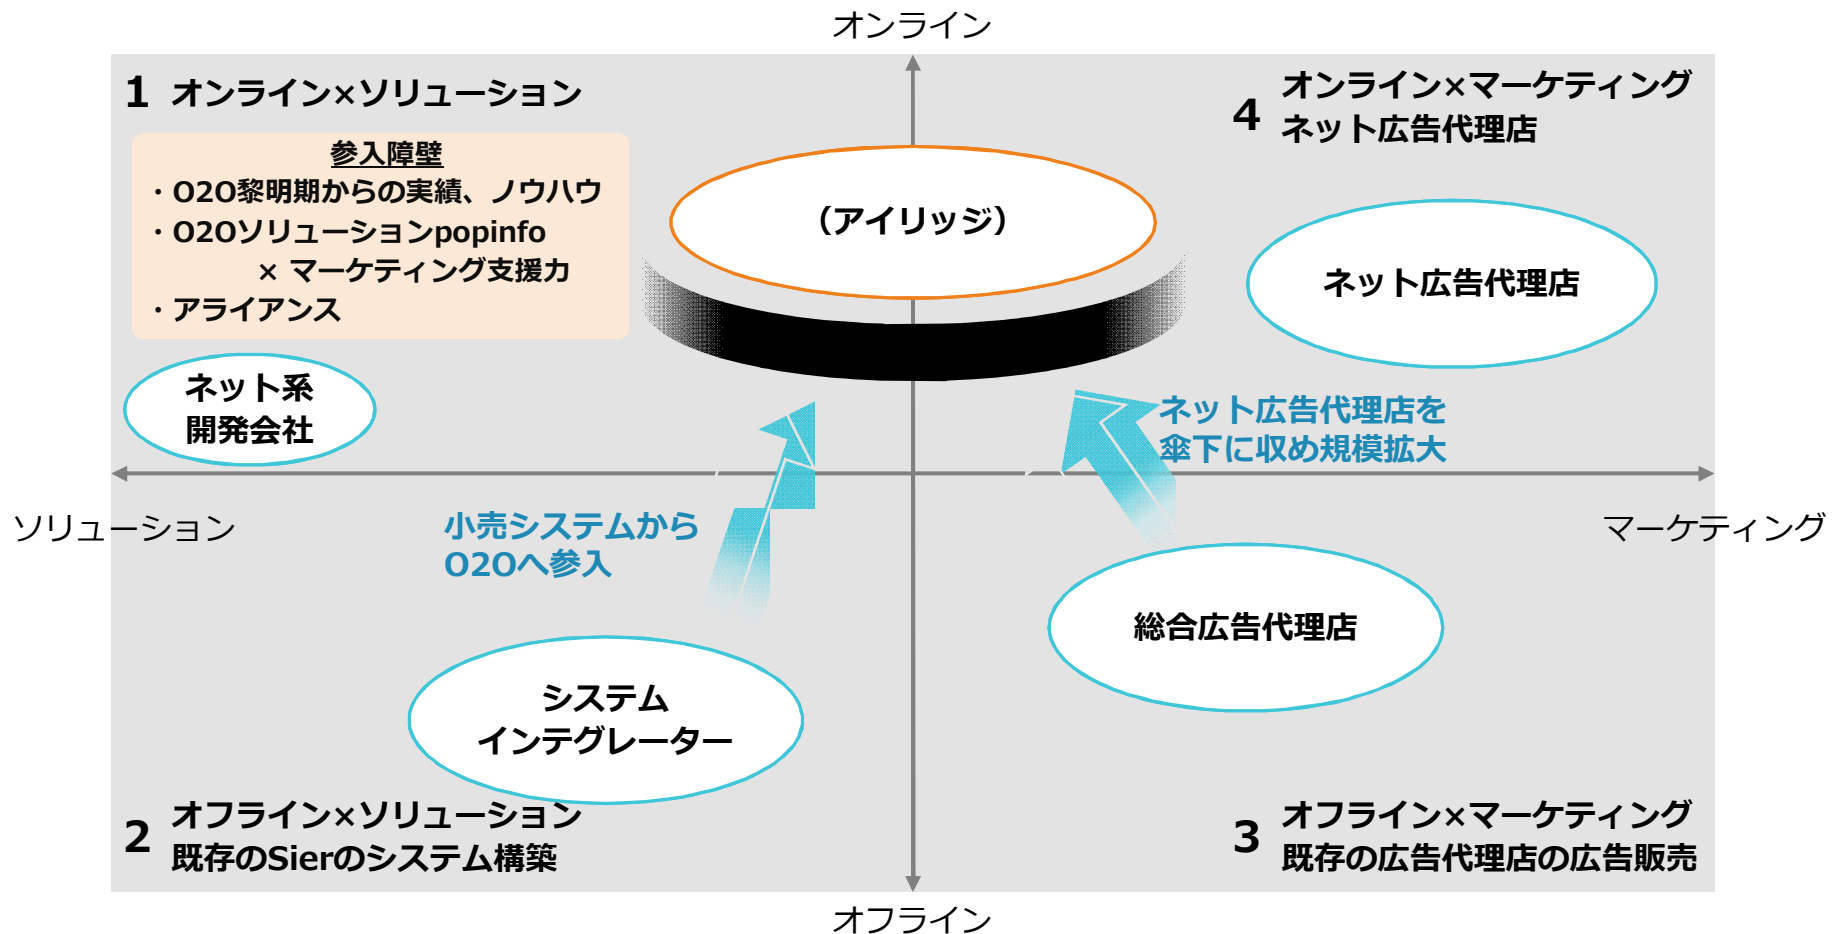 オンライン
1 オンライン×ソリューション
参入障壁
・O2O黎明期からの実績、ノウハウ
・O2Oソリューションpopinfo
× マーケティング支援力
・アライアンス
4 オンライン×マーケティング
ネット広告代理店
(アイリッジ)
ネット広告代理店
ネット系
開発会社
ネット広告代理店を
傘下に収め規模拡大
ソリューション
マーケティング
小売システムから
O2Oへ参入
総合広告代理店
システム
インテグレーター
2 オフライン×ソリューション
既存のSierのシステム構築
3 オフライン×マーケティング
既存の広告代理店の広告販売
オフライン